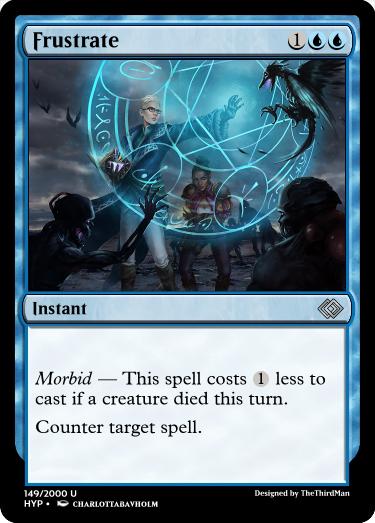 Frustrate 1
Instant
Morbid — This spell costs 1 less to
cast if a creature died this turn.
Counter target spell.
149/2000 U
Designed by TheThirdMan
HYP • CHARLOTTABAVHOLM